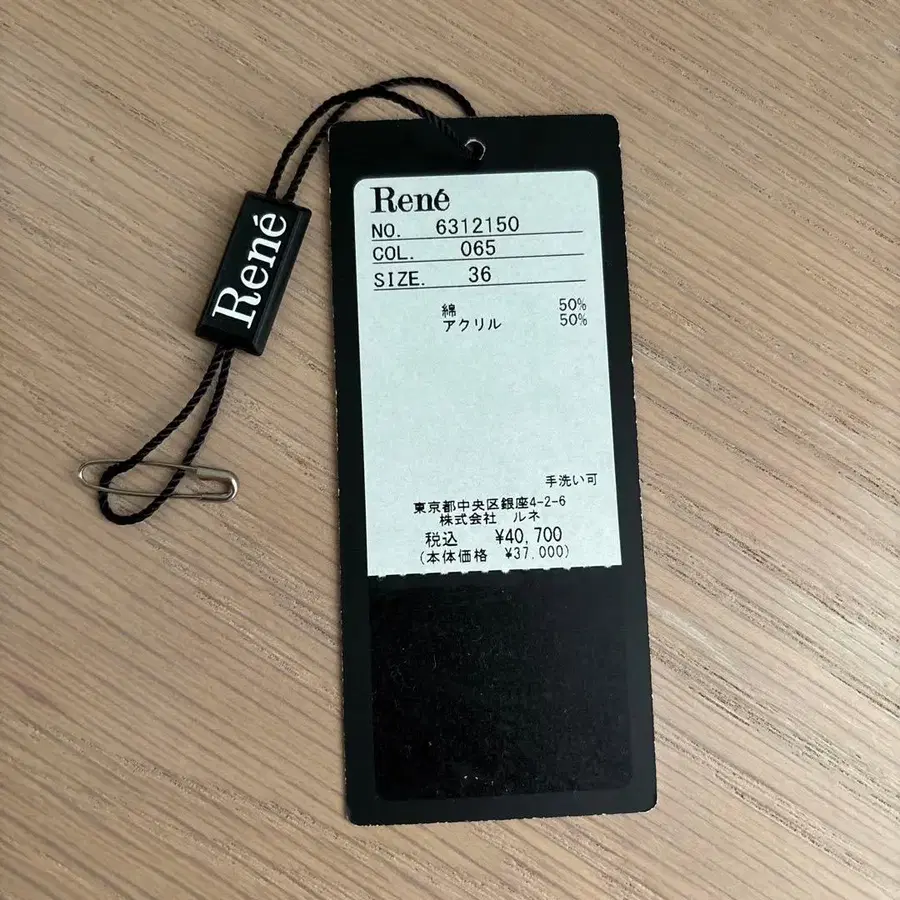 René
René
NO. 6312150
COL. 065
SIZE. 36
綿 50%
アクリル 50%
手洗い可
東京都中央区銀座4-2-6
株式会社 ルネ
税込 ¥40,700
(本体価格 ¥37.000)